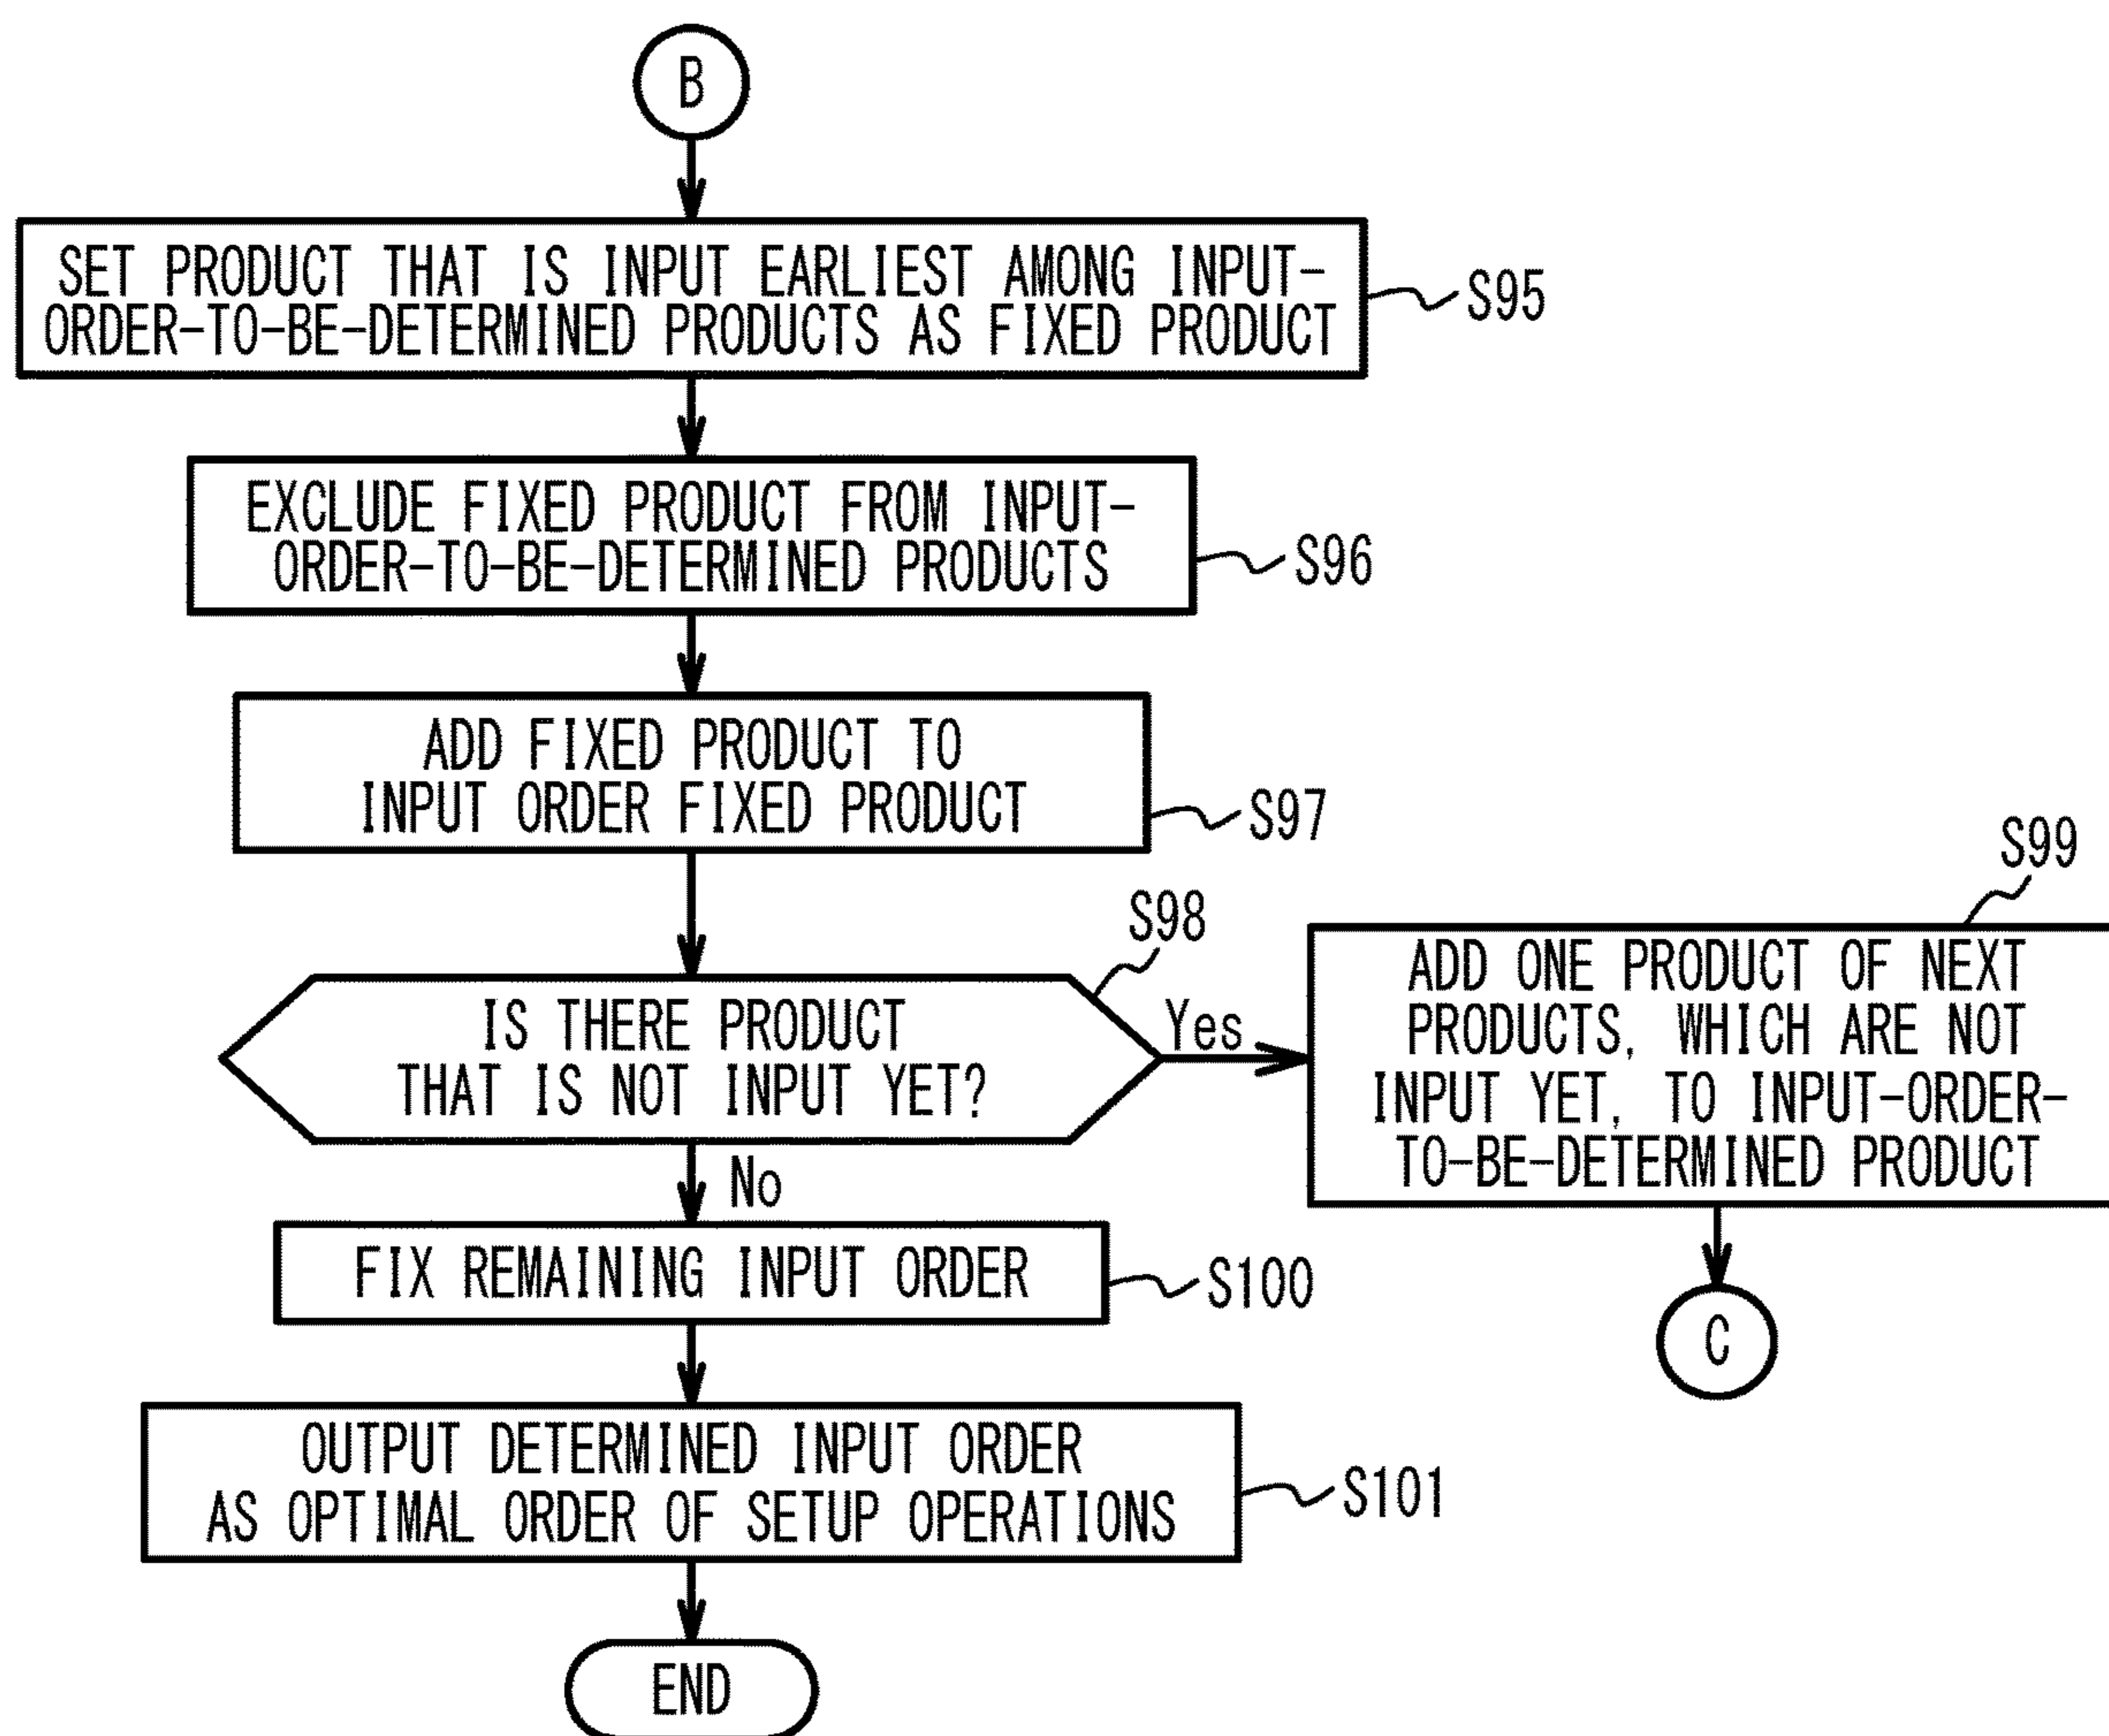 B
SET PRODUCT THAT IS INPUT EARLIEST AMONG INPUT-
ORDER-TO-BE-DETERMINED PRODUCTS AS FIXED PRODUCT
S95
EXCLUDE FIXED PRODUCT FROM INPUT-
ORDER-TO-BE-DETERMINED PRODUCTS
S96
ADD FIXED PRODUCT TO
INPUT ORDER FIXED PRODUCT
S97
S98
IS THERE PRODUCT
THAT IS NOT INPUT YET?
Yes
S99
ADD ONE PRODUCT OF NEXT
PRODUCTS, WHICH ARE NOT
INPUT YET, TO INPUT-ORDER-
TO-BE-DETERMINED PRODUCT
C
No
FIX REMAINING INPUT ORDER
S100
OUTPUT DETERMINED INPUT ORDER
AS OPTIMAL ORDER OF SETUP OPERATIONS
S101
END